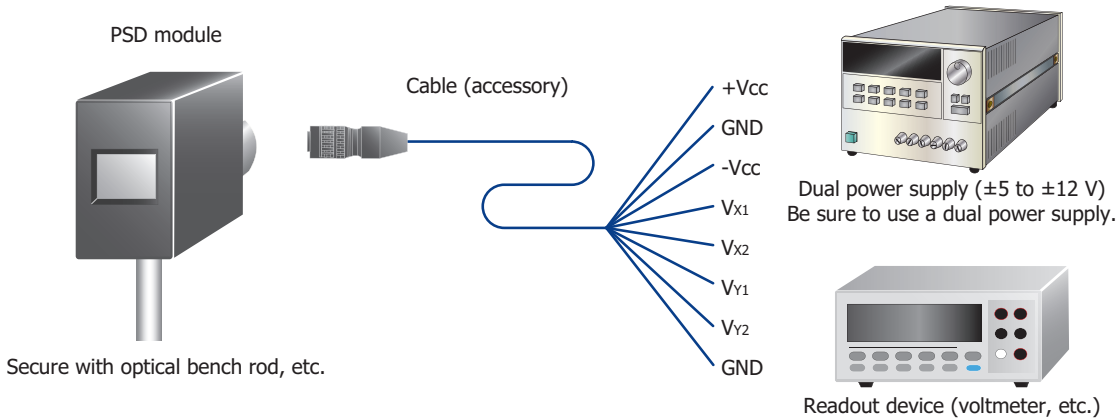 PSD module
Cable (accessory)
+Vcc
GND
-Vcc
VX1
VX2
VY1
VY2
GND
Secure with optical bench rod, etc.
Dual power supply (±5 to ±12 V)
Be sure to use a dual power supply.
Readout device (voltmeter, etc.)